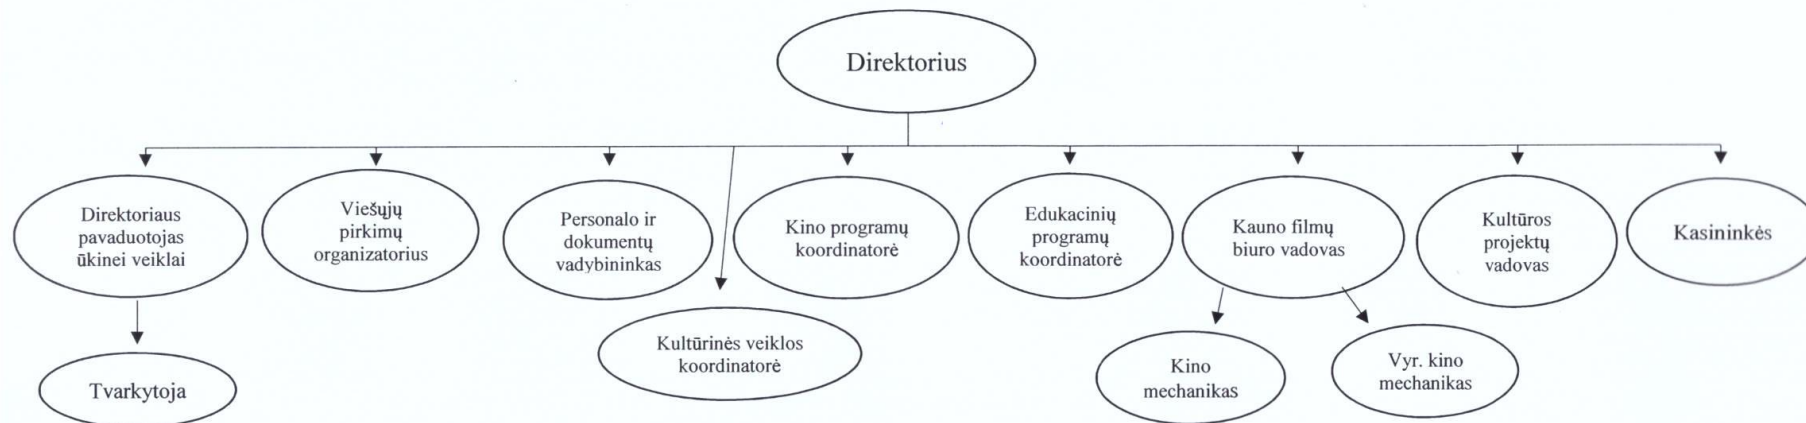 Direktorius
Direktoriaus
pavaduotojas
ūkinei veiklai
Viešųjų
pirkimų
organizatorius
Personalo ir
dokumentų
vadybininkas
Kino programų
koordinatorė
Edukacinių
programų
koordinatorė
Kauno filmų
biuro vadovas
Kultūros
projektų
vadovas
Kasininkės
Kultūrinės veiklos
koordinatorė
Tvarkytoja
Kino
mechanikas
Vyr. kino
mechanikas